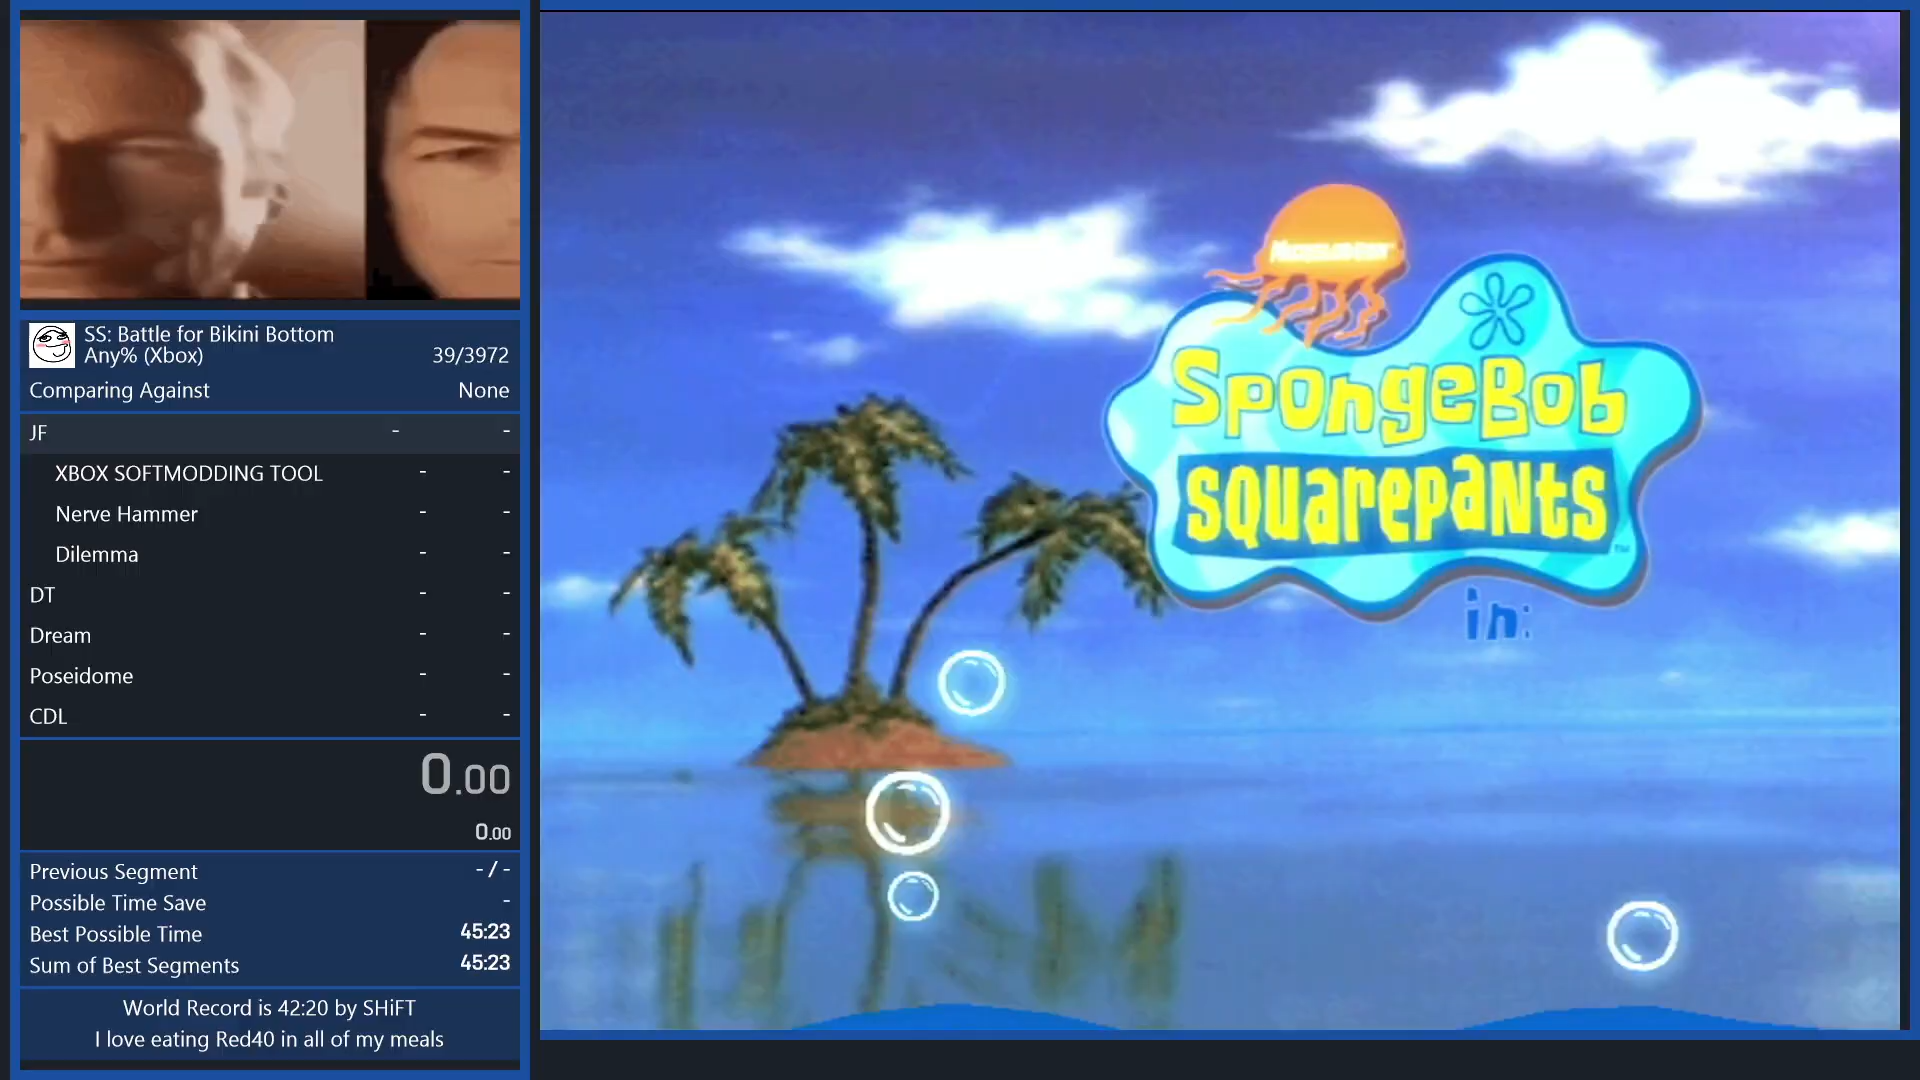 SS: Battle for Bikini Bottom
Any% (Xbox) 39/3972
Comparing Against None
JF - -
XBOX SOFTMODDING TOOL - -
Nerve Hammer - -
Dilemma - -
DT - -
Dream - -
Poseidome - -
CDL - -
0.00
0.00
Previous Segment - / -
Possible Time Save -
Best Possible Time 45:23
Sum of Best Segments 45:23
World Record is 42:20 by SHiFT
I love eating Red40 in all of my meals
NICKELODEON
SpongeBob
SquarePants
™
in: